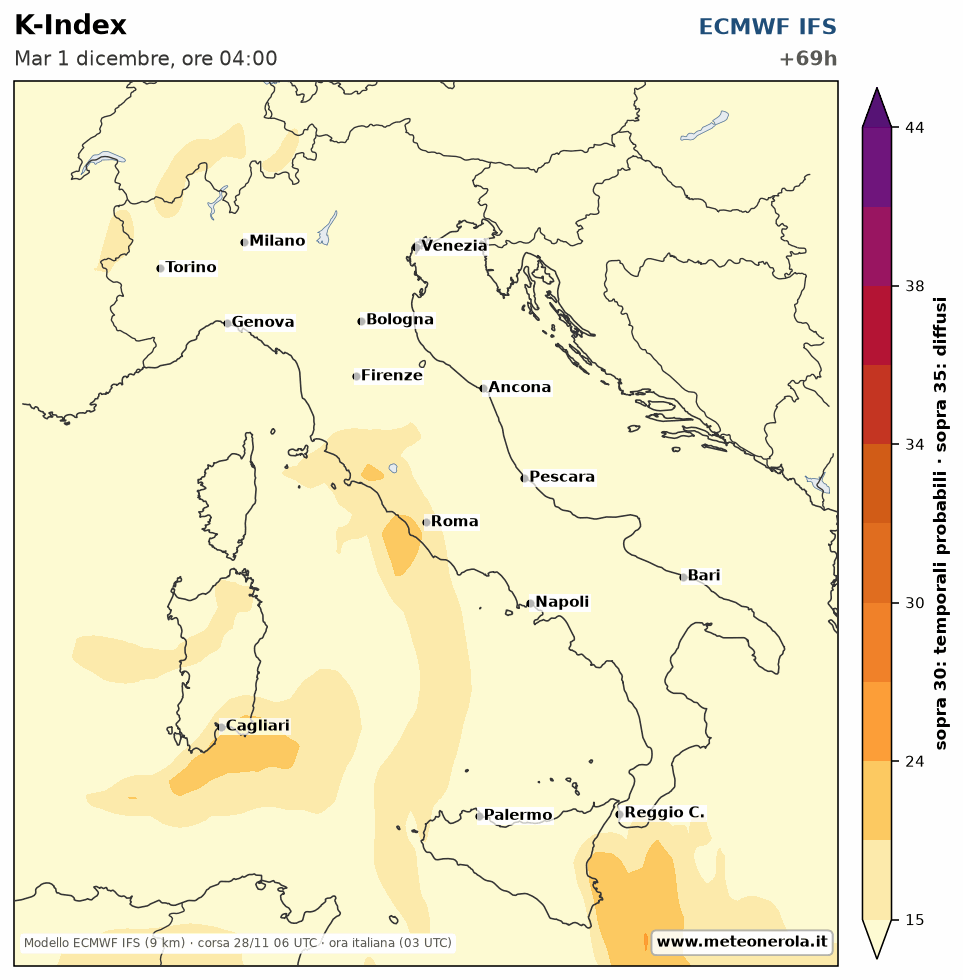 K-Index
ECMWF IFS
Mar 1 dicembre, ore 04:00
+69h
Milano
Venezia
Torino
Genova
Bologna
Firenze
Ancona
Pescara
Roma
Bari
Napoli
Cagliari
Palermo
Reggio C.
44
38
34
30
24
15
sopra 30: temporali probabili · sopra 35: diffusi
Modello ECMWF IFS (9 km) · corsa 28/11 06 UTC · ora italiana (03 UTC)
www.meteonerola.it